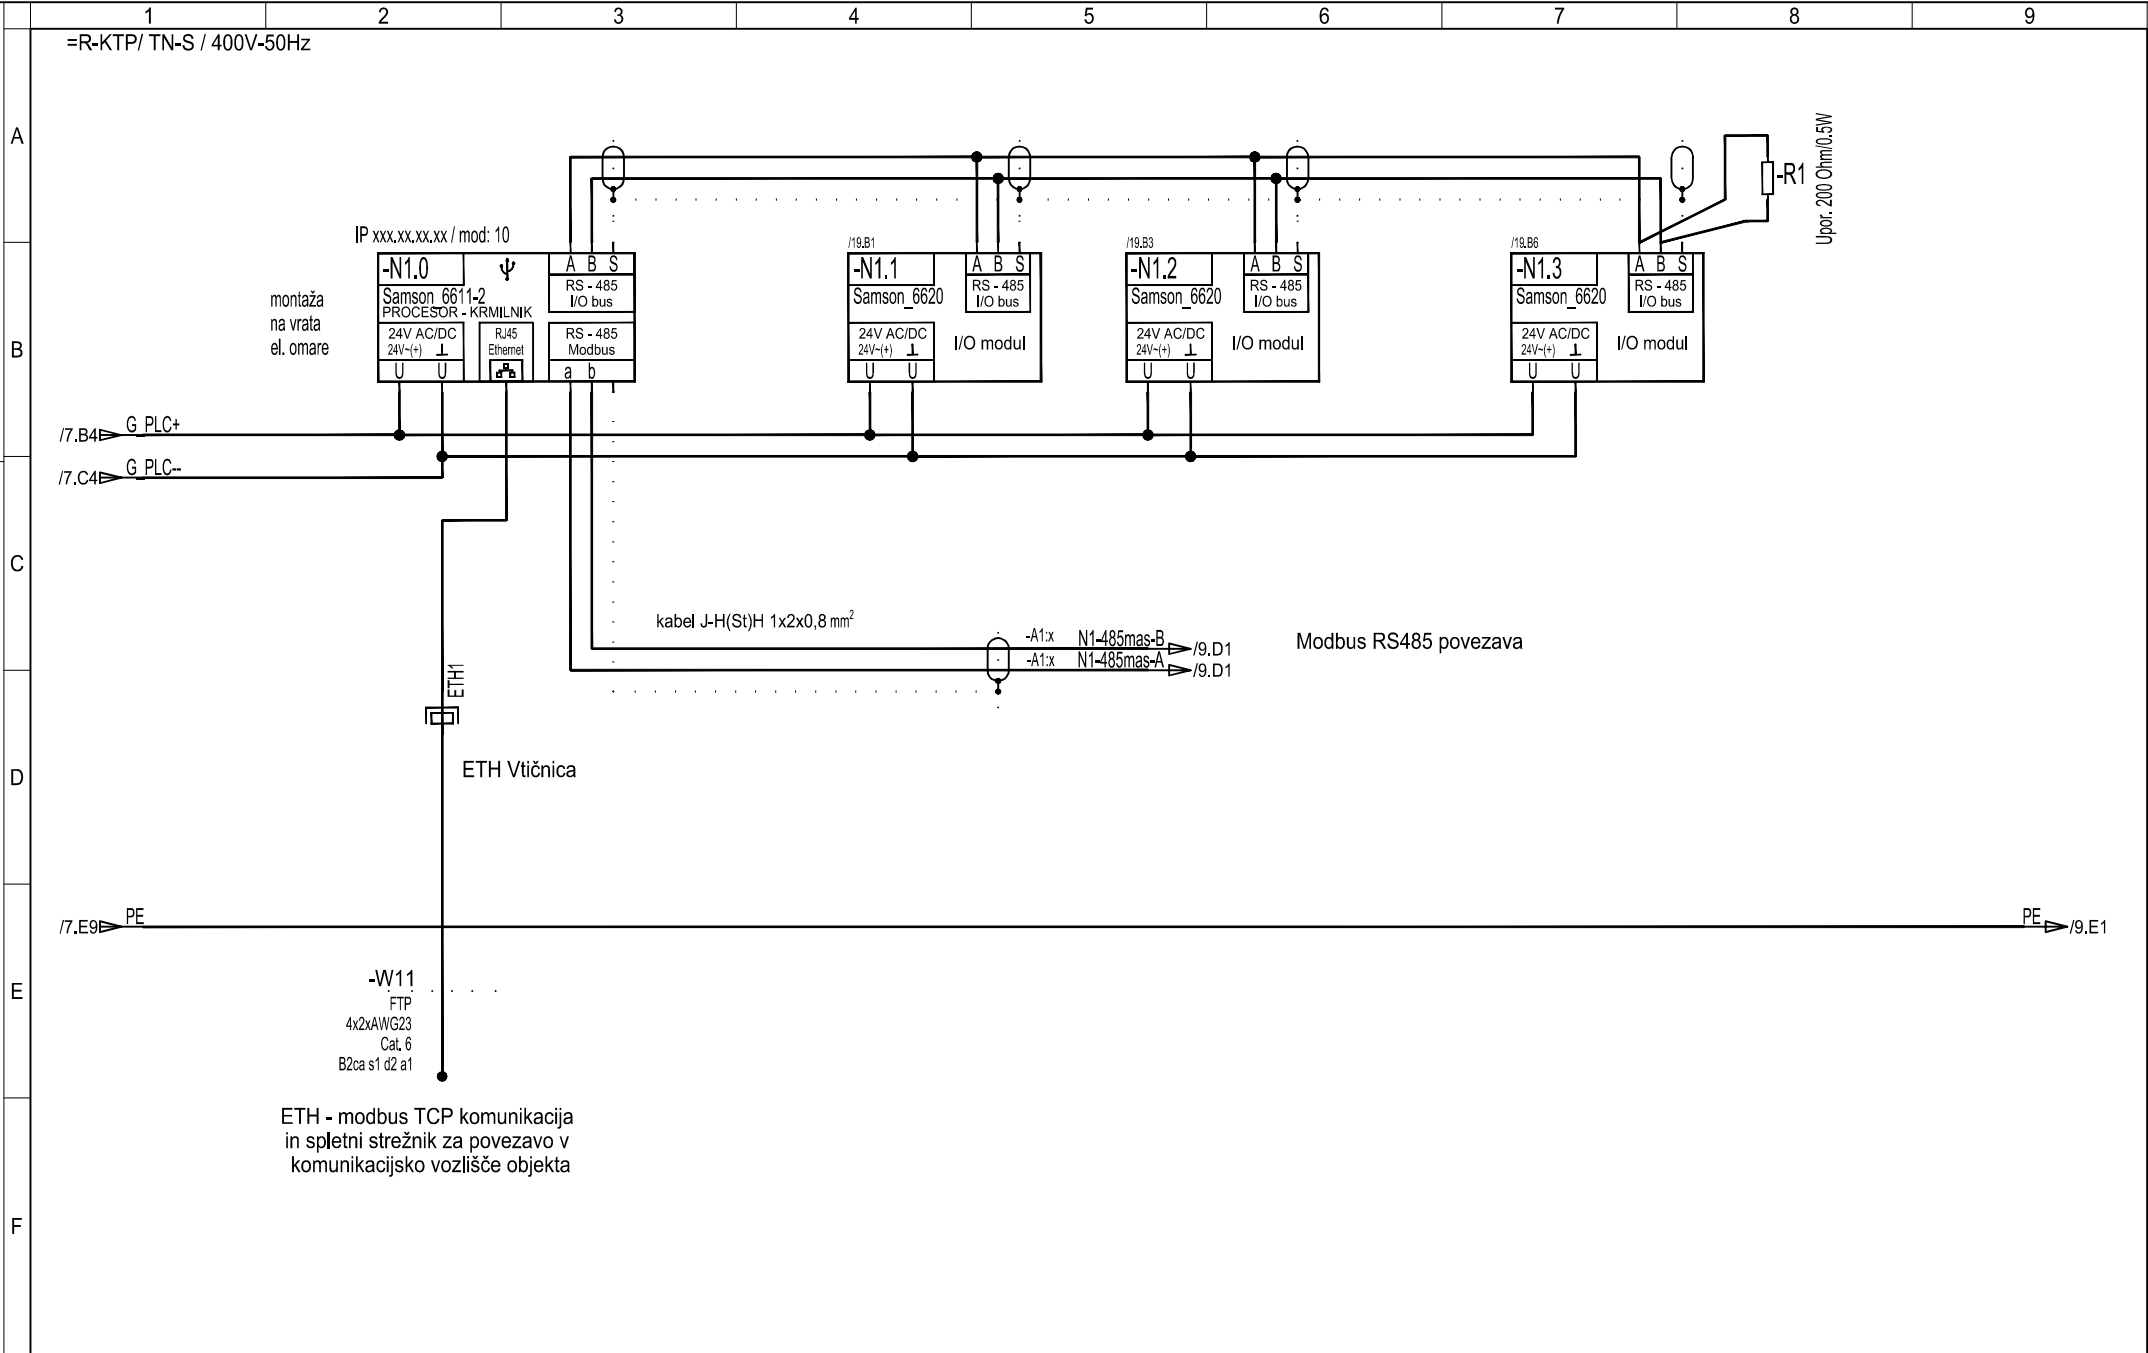 1 2 3 4 5 6 7 8 9
=R-KTP/ TN-S / 400V-50Hz
A
-R1
Upor. 200 Ohm/0.5W
IP xxx.xx.xx.xx / mod: 10
montaža
na vrata
el. omare
-N1.0
Samson_6611-2
PROCESOR - KRMILNIK
24V AC/DC
24V~(+) ⊥
U U
RJ45
Ethernet
A B S
RS - 485
I/O bus
RS - 485
Modbus
a b
/19.B1
-N1.1
Samson_6620
24V AC/DC
24V~(+) ⊥
U U
A B S
RS - 485
I/O bus
I/O modul
/19.B3
-N1.2
Samson_6620
24V AC/DC
24V~(+) ⊥
U U
A B S
RS - 485
I/O bus
I/O modul
/19.B6
-N1.3
Samson_6620
24V AC/DC
24V~(+) ⊥
U U
A B S
RS - 485
I/O bus
I/O modul
B
/7.B4 G_PLC+
/7.C4 G_PLC--
C
kabel J-H(St)H 1x2x0,8 mm²
-A1:x N1-485mas-B /9.D1
-A1:x N1-485mas-A /9.D1
Modbus RS485 povezava
ETH1
D
ETH Vtičnica
/7.E9 PE
PE /9.E1
E
-W11
FTP
4x2xAWG23
Cat. 6
B2ca s1 d2 a1
ETH - modbus TCP komunikacija
in spletni strežnik za povezavo v
komunikacijsko vozlišče objekta
F